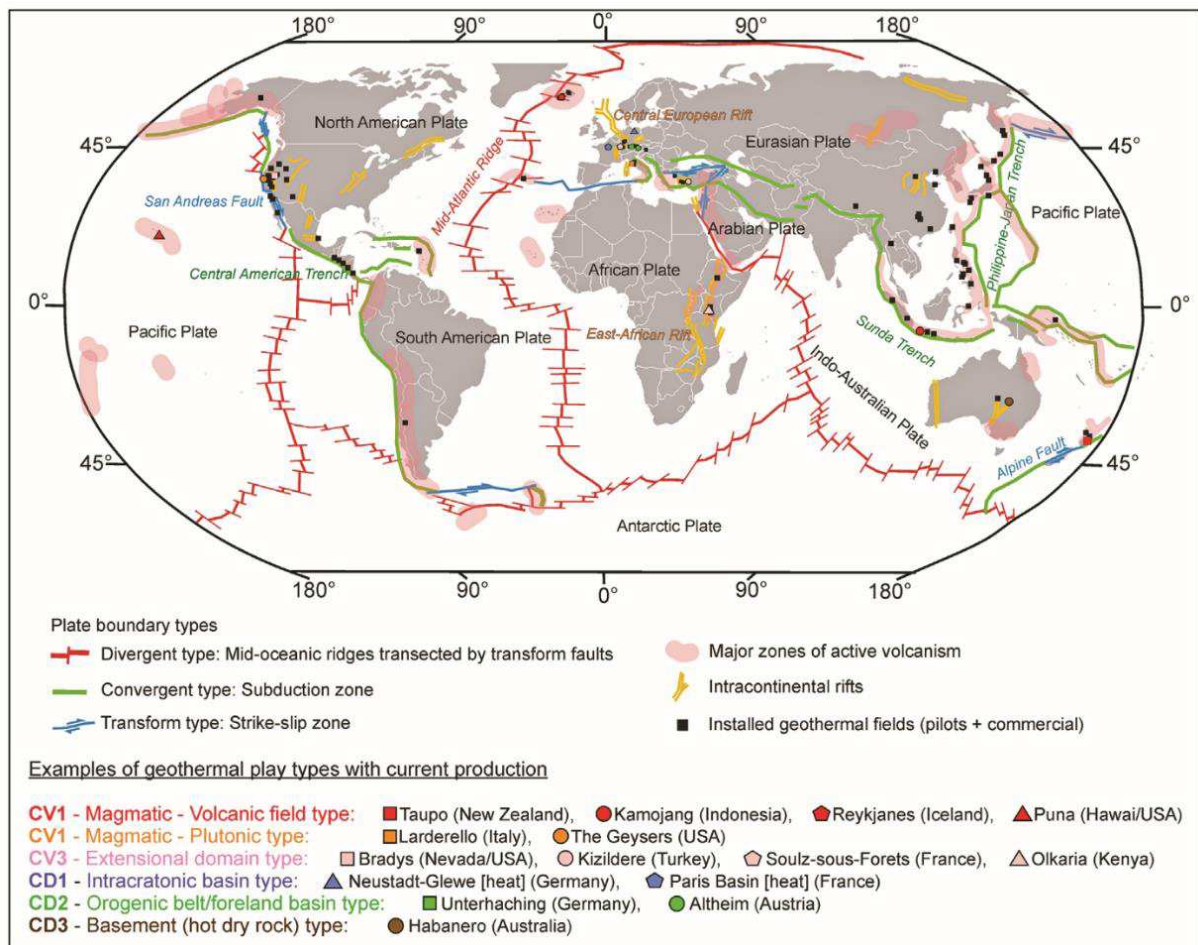 180° 90° 0° 90° 180°
45° 45°
0° 0°
45° 45°
North American Plate
Central European Rift
Eurasian Plate
Mid-Atlantic Ridge
San Andreas Fault
Philippine-Japan Trench
Pacific Plate
Arabian Plate
African Plate
Central American Trench
Pacific Plate
South American Plate
East-African Rift
Sunda Trench
Indo-Australian Plate
Alpine Fault
Antarctic Plate
180° 90° 0° 90° 180°
Plate boundary types
Divergent type: Mid-oceanic ridges transected by transform faults
Convergent type: Subduction zone
Transform type: Strike-slip zone
Major zones of active volcanism
Intracontinental rifts
Installed geothermal fields (pilots + commercial)
Examples of geothermal play types with current production
CV1 - Magmatic - Volcanic field type: Taupo (New Zealand), Kamojang (Indonesia), Reykjanes (Iceland), Puna (Hawai/USA)
CV1 - Magmatic - Plutonic type: Larderello (Italy), The Geysers (USA)
CV3 - Extensional domain type: Bradys (Nevada/USA), Kizildere (Turkey), Soulz-sous-Forets (France), Olkaria (Kenya)
CD1 - Intracratonic basin type: Neustadt-Glewe [heat] (Germany), Paris Basin [heat] (France)
CD2 - Orogenic belt/foreland basin type: Unterhaching (Germany), Altheim (Austria)
CD3 - Basement (hot dry rock) type: Habanero (Australia)